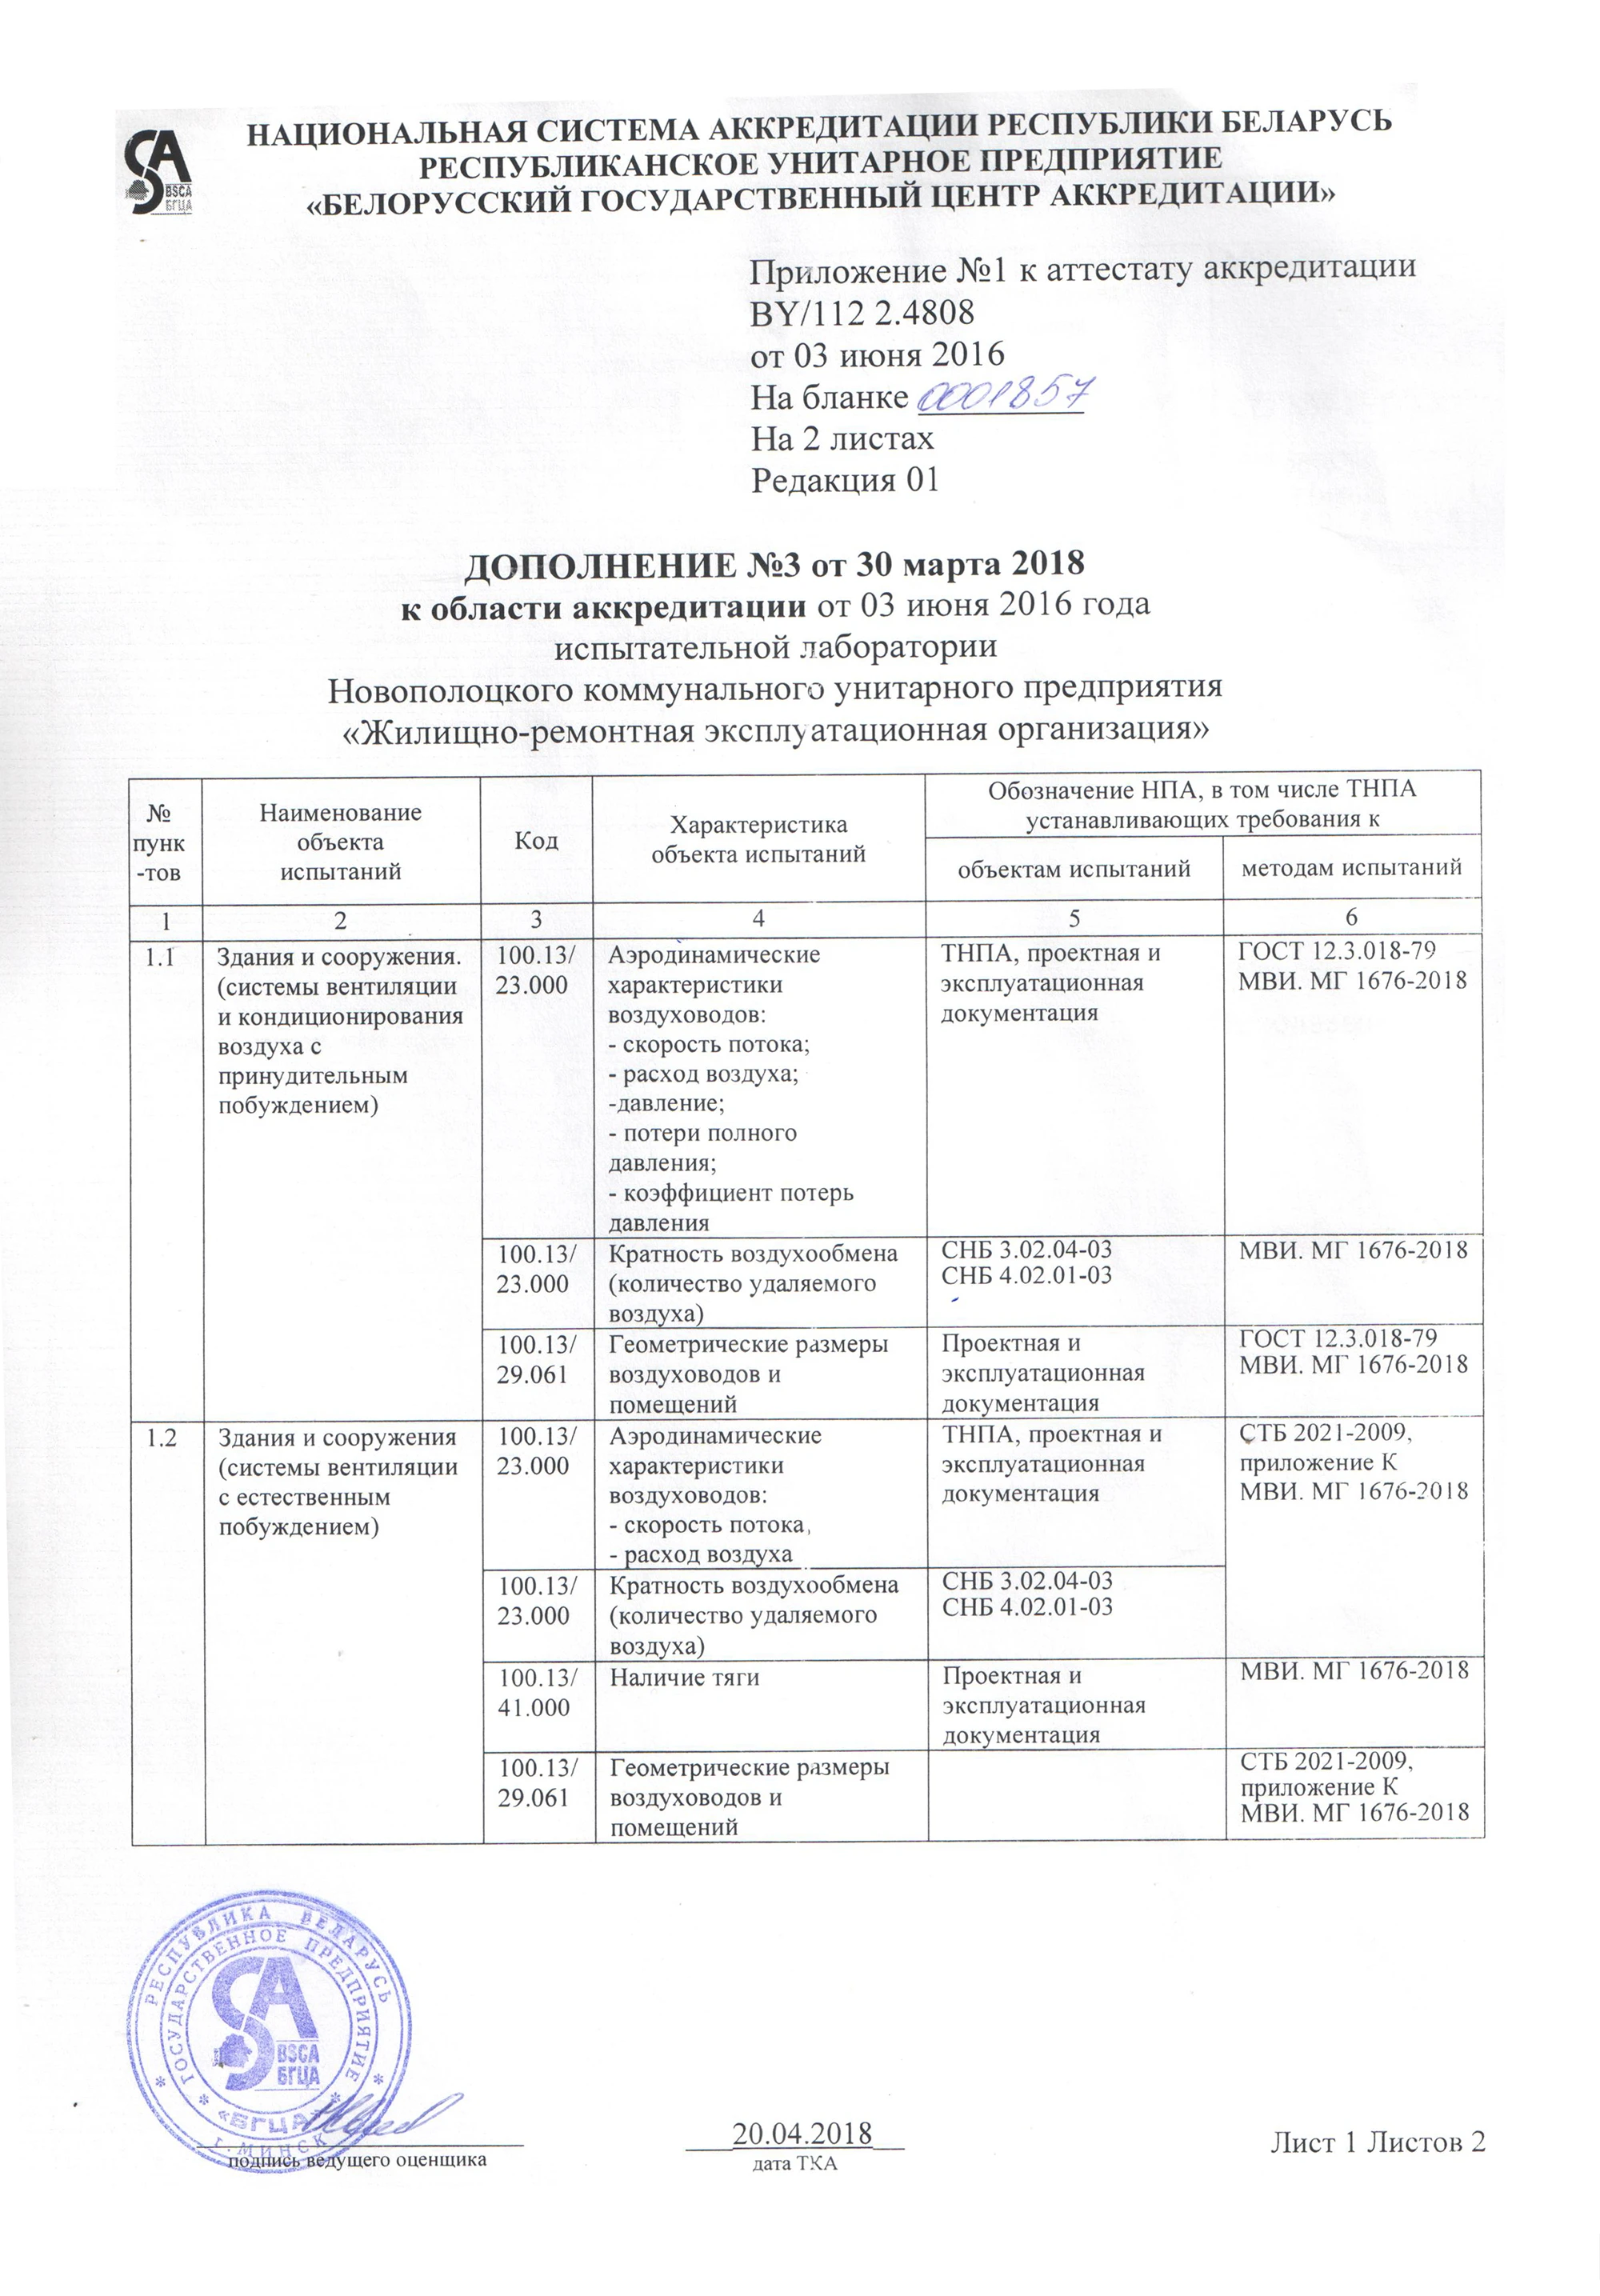 НАЦИОНАЛЬНАЯ СИСТЕМА АККРЕДИТАЦИИ РЕСПУБЛИКИ БЕЛАРУСЬ
РЕСПУБЛИКАНСКОЕ УНИТАРНОЕ ПРЕДПРИЯТИЕ
«БЕЛОРУССКИЙ ГОСУДАРСТВЕННЫЙ ЦЕНТР АККРЕДИТАЦИИ»
BSCA
БГЦА
Приложение №1 к аттестату аккредитации
BY/112 2.4808
от 03 июня 2016
На бланке 0001857
На 2 листах
Редакция 01
ДОПОЛНЕНИЕ №3 от 30 марта 2018
к области аккредитации от 03 июня 2016 года
испытательной лаборатории
Новополоцкого коммунального унитарного предприятия
«Жилищно-ремонтная эксплуатационная организация»
№
пунк
-тов
Наименование
объекта
испытаний
Код
Характеристика
объекта испытаний
Обозначение НПА, в том числе ТНПА
устанавливающих требования к
объектам испытаний
методам испытаний
1 2 3 4 5 6
1.1
Здания и сооружения.
(системы вентиляции
и кондиционирования
воздуха с
принудительным
побуждением)
100.13/
23.000
Аэродинамические
характеристики
воздуховодов:
- скорость потока;
- расход воздуха;
-давление;
- потери полного
давления;
- коэффициент потерь
давления
ТНПА, проектная и
эксплуатационная
документация
ГОСТ 12.3.018-79
МВИ. МГ 1676-2018
100.13/
23.000
Кратность воздухообмена
(количество удаляемого
воздуха)
СНБ 3.02.04-03
СНБ 4.02.01-03
МВИ. МГ 1676-2018
100.13/
29.061
Геометрические размеры
воздуховодов и
помещений
Проектная и
эксплуатационная
документация
ГОСТ 12.3.018-79
МВИ. МГ 1676-2018
1.2
Здания и сооружения
(системы вентиляции
с естественным
побуждением)
100.13/
23.000
Аэродинамические
характеристики
воздуховодов:
- скорость потока,
- расход воздуха
ТНПА, проектная и
эксплуатационная
документация
СТБ 2021-2009,
приложение К
МВИ. МГ 1676-2018
100.13/
23.000
Кратность воздухообмена
(количество удаляемого
воздуха)
СНБ 3.02.04-03
СНБ 4.02.01-03
100.13/
41.000
Наличие тяги
Проектная и
эксплуатационная
документация
МВИ. МГ 1676-2018
100.13/
29.061
Геометрические размеры
воздуховодов и
помещений
СТБ 2021-2009,
приложение К
МВИ. МГ 1676-2018
РЕСПУБЛИКА БЕЛАРУСЬ
ГОСУДАРСТВЕННОЕ ПРЕДПРИЯТИЕ
BSCA
БГЦА
«БГЦА»
г. МИНСК
подпись ведущего оценщика
20.04.2018
дата ТКА
Лист 1 Листов 2